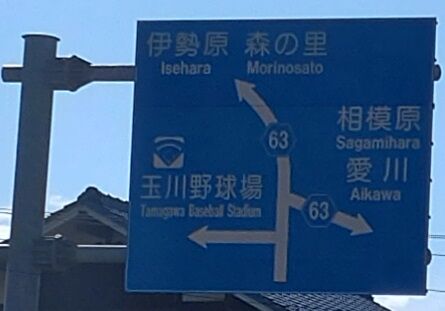 伊勢原 森の里
Isehara Morinosato
63
相模原
Sagamihara
愛川
Aikawa
玉川野球場
Tamagawa Baseball Stadium
63